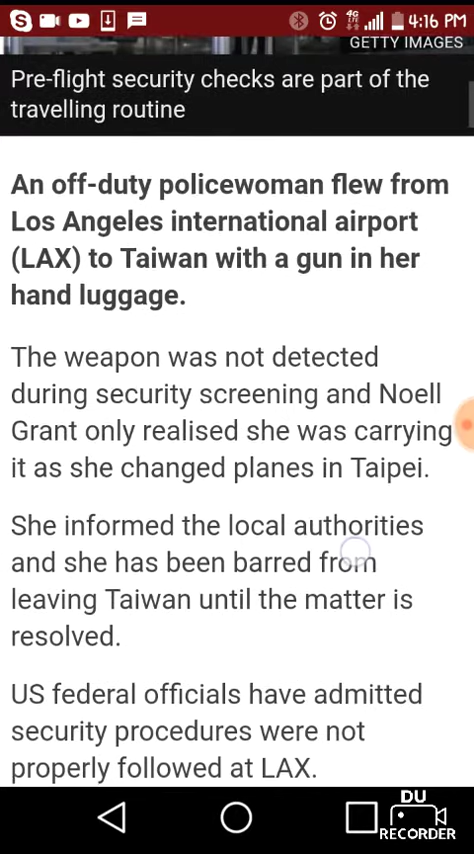 4G
LTE
4:16 PM
GETTY IMAGES
Pre-flight security checks are part of the
travelling routine
An off-duty policewoman flew from
Los Angeles international airport
(LAX) to Taiwan with a gun in her
hand luggage.
The weapon was not detected
during security screening and Noell
Grant only realised she was carrying
it as she changed planes in Taipei.
She informed the local authorities
and she has been barred from
leaving Taiwan until the matter is
resolved.
US federal officials have admitted
security procedures were not
properly followed at LAX.
DU
RECORDER